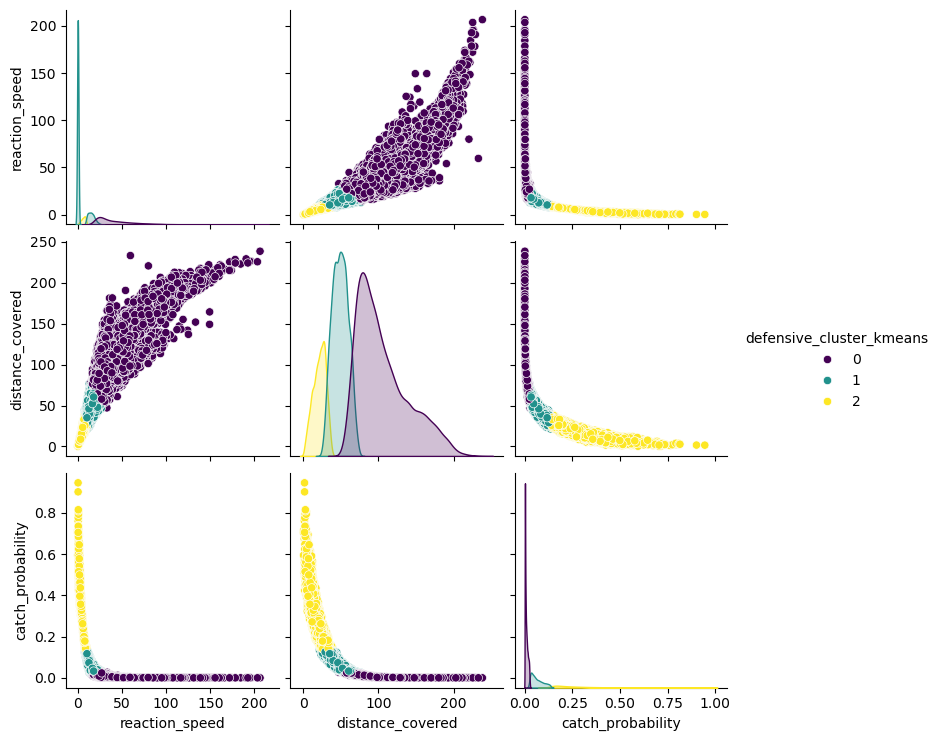 200
150
100
50
0
reaction_speed
250
200
150
100
50
0
distance_covered
defensive_cluster_kmeans
0
1
2
0.8
0.6
0.4
0.2
0.0
catch_probability
0 50 100 150 200
0 100 200
0.00 0.25 0.50 0.75 1.00
reaction_speed
distance_covered
catch_probability